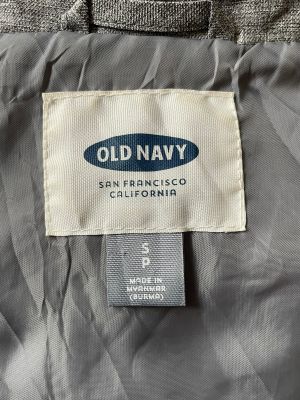 OLD NAVY
SAN FRANCISCO
CALIFORNIA
S
P
MADE IN
MYANMAR
(BURMA)